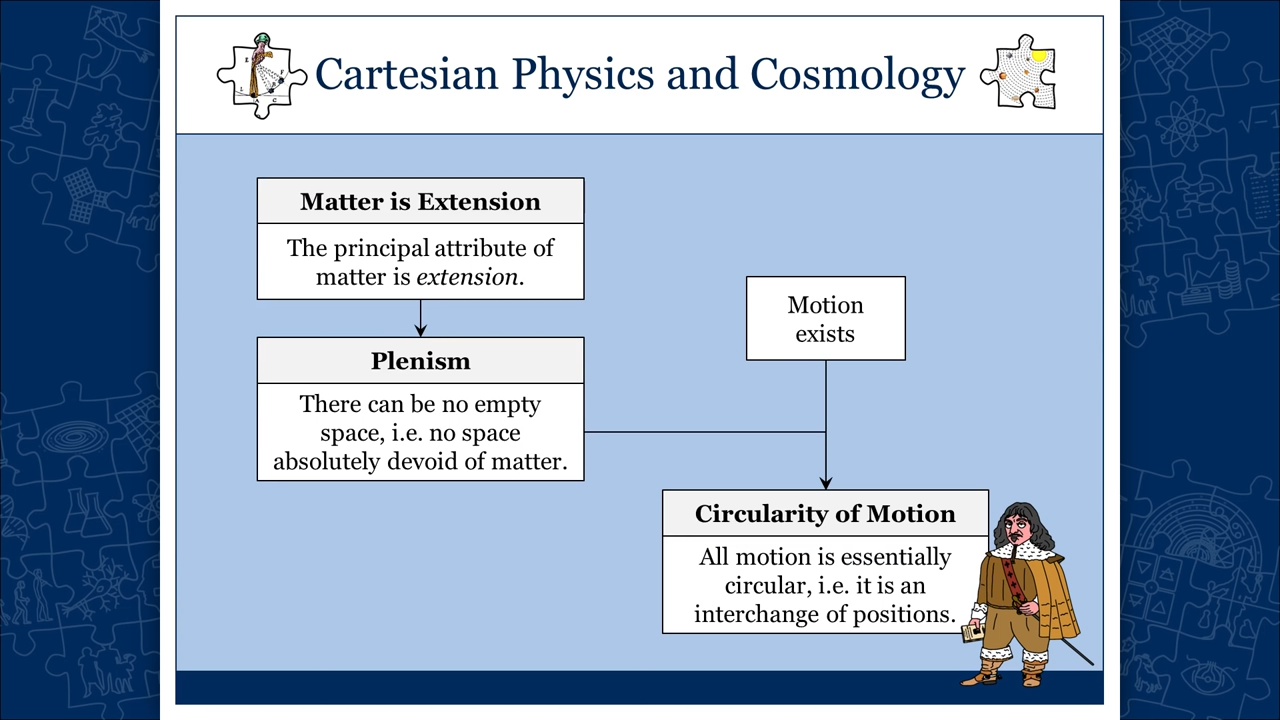 Cartesian Physics and Cosmology
Matter is Extension
The principal attribute of
matter is extension.
Motion
exists
Plenism
There can be no empty
space, i.e. no space
absolutely devoid of matter.
Circularity of Motion
All motion is essentially
circular, i.e. it is an
interchange of positions.